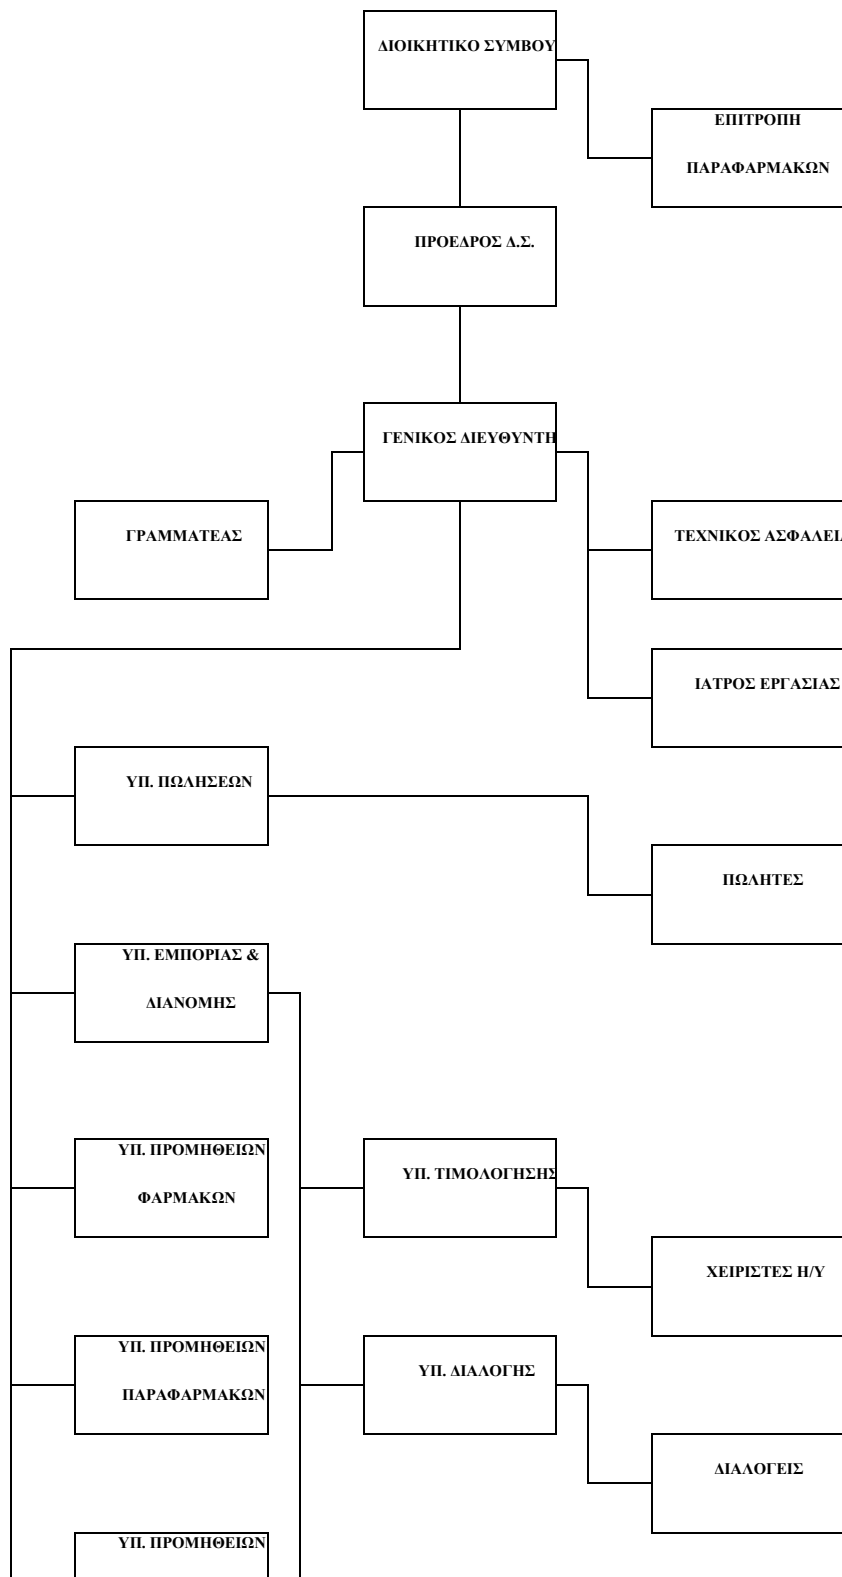 ΔΙΟΙΚΗΤΙΚΟ ΣΥΜΒΟΥ
ΕΠΙΤΡΟΠΗ
ΠΑΡΑΦΑΡΜΑΚΩΝ
ΠΡΟΕΔΡΟΣ Δ.Σ.
ΓΕΝΙΚΟΣ ΔΙΕΥΘΥΝΤΗ
ΓΡΑΜΜΑΤΕΑΣ
ΤΕΧΝΙΚΟΣ ΑΣΦΑΛΕΙΑ
ΙΑΤΡΟΣ ΕΡΓΑΣΙΑΣ
ΥΠ. ΠΩΛΗΣΕΩΝ
ΠΩΛΗΤΕΣ
ΥΠ. ΕΜΠΟΡΙΑΣ &
ΔΙΑΝΟΜΗΣ
ΥΠ. ΠΡΟΜΗΘΕΙΩΝ
ΦΑΡΜΑΚΩΝ
ΥΠ. ΤΙΜΟΛΟΓΗΣΗΣ
ΧΕΙΡΙΣΤΕΣ Η/Υ
ΥΠ. ΠΡΟΜΗΘΕΙΩΝ
ΠΑΡΑΦΑΡΜΑΚΩΝ
ΥΠ. ΔΙΑΛΟΓΗΣ
ΔΙΑΛΟΓΕΙΣ
ΥΠ. ΠΡΟΜΗΘΕΙΩΝ